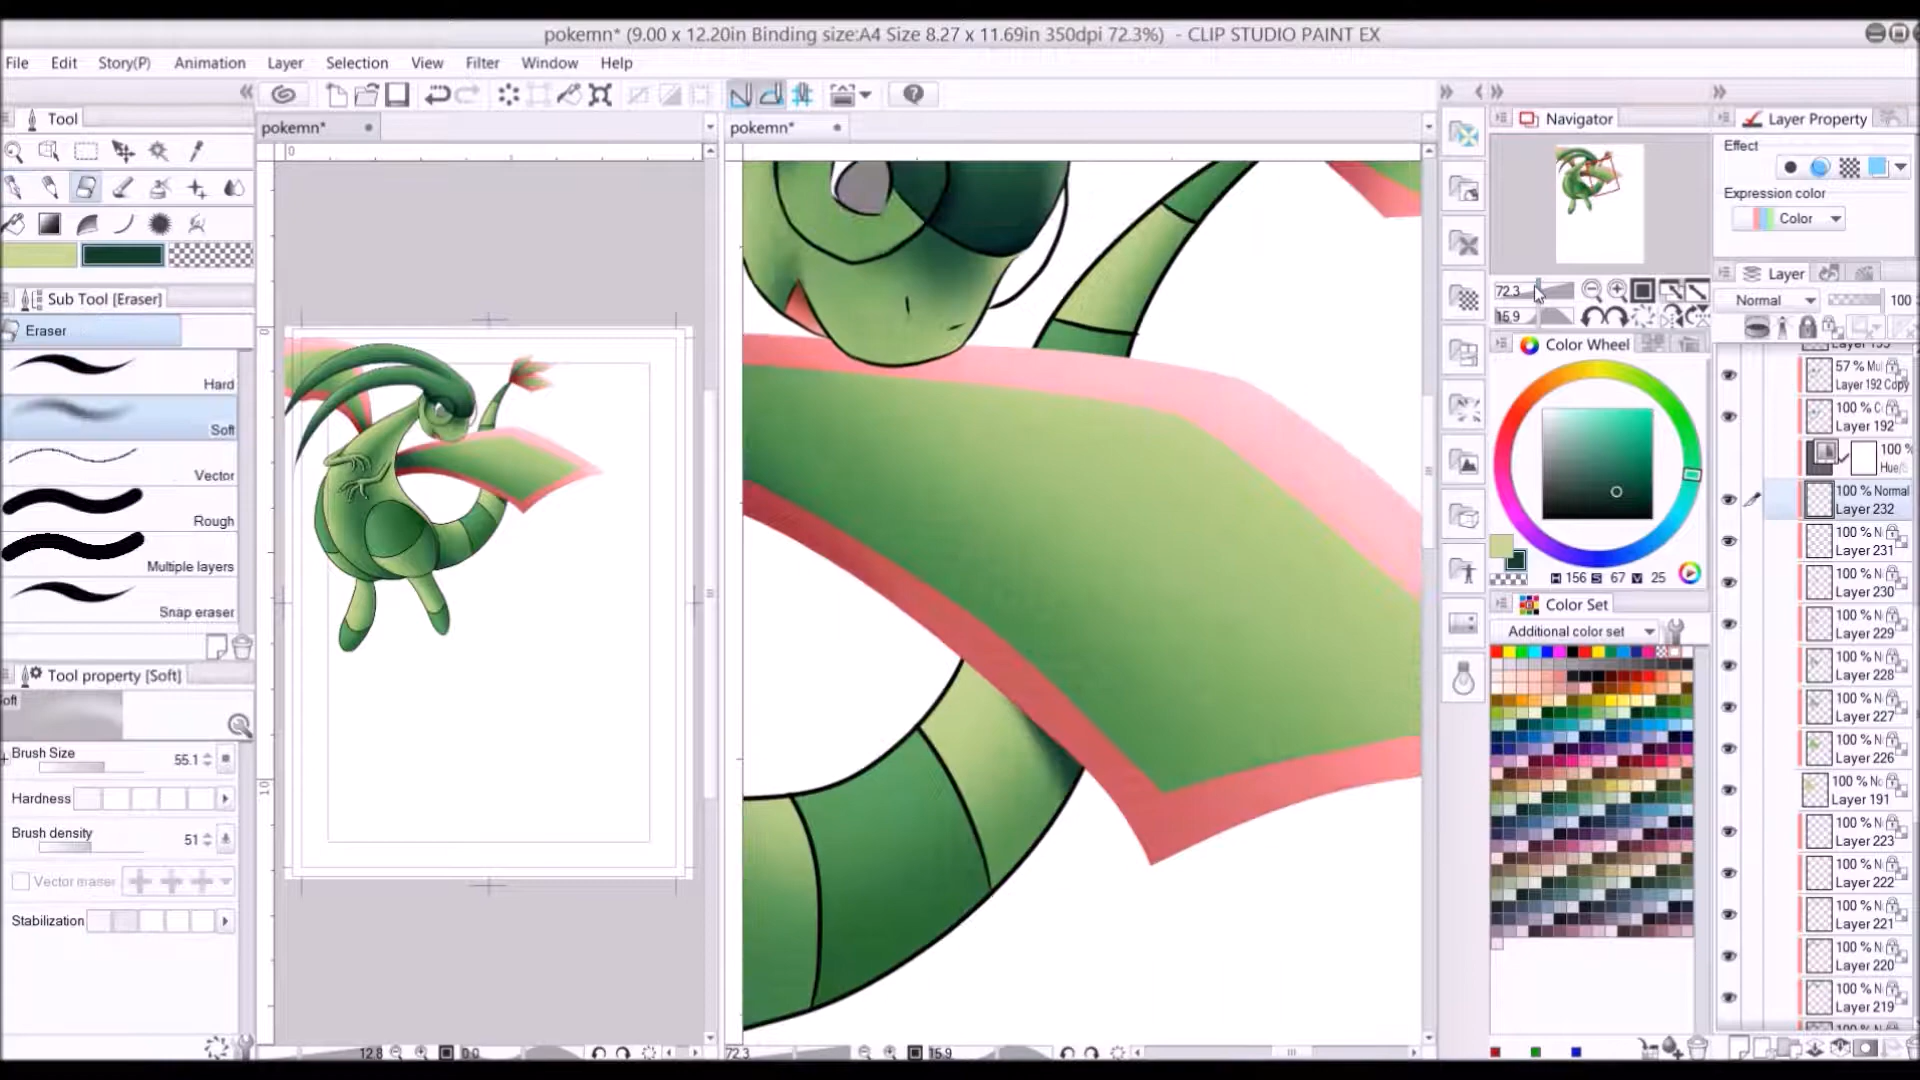 pokemn* (9.00 x 12.20in Binding size:A4 Size 8.27 x 11.69in 350dpi 72.3%) - CLIP STUDIO PAINT EX
File Edit Story(P) Animation Layer Selection View Filter Window Help
Tool
pokemn*
pokemn*
Navigator
Layer Property
Effect
Expression color
Color
0
Sub Tool [Eraser]
Eraser
Hard
Soft
Vector
Rough
Multiple layers
Snap eraser
Tool property [Soft]
Brush Size 55.1
Hardness
Brush density 51
Stabilization
0
10
12.8 0.0
72.3 15.9
72.3
15.9
Color Wheel
H 156 S 67 V 25
Color Set
Additional color set
Layer
Normal 100
57 % Mul
Layer 192 Copy
100 % C
Layer 192
100 %
Hue/
100 % Normal
Layer 232
100 % N
Layer 231
100 % N
Layer 230
100 % N
Layer 229
100 % N
Layer 228
100 % N
Layer 227
100 % N
Layer 226
100 % No
Layer 191
100 % N
Layer 223
100 % N
Layer 222
100 % N
Layer 221
100 % N
Layer 220
100 % N
Layer 219